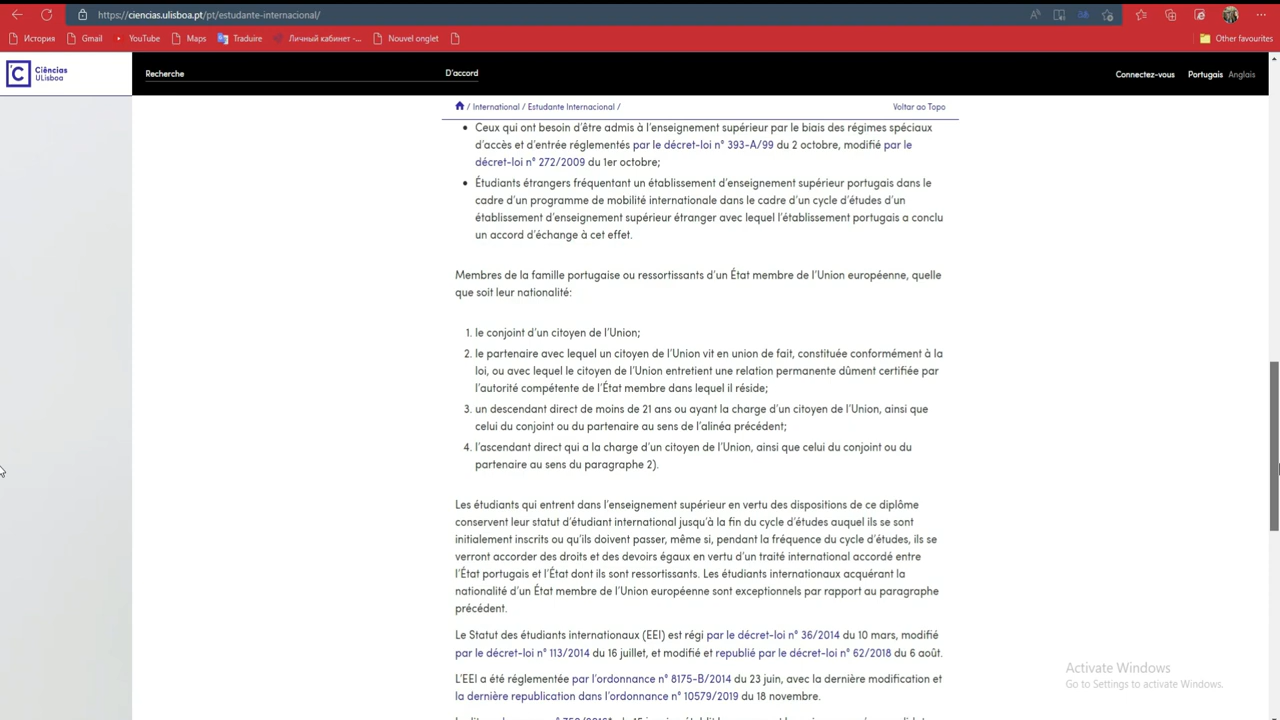 https://ciencias.ulisboa.pt/pt/estudante-internacional/
История
Gmail
YouTube
Maps
Traduire
Личный кабинет -...
Nouvel onglet
Other favourites
Ciências
ULisboa
Recherche
D'accord
Connectez-vous
Portugais Anglais
/ International / Estudante Internacional /
Voltar ao Topo
• Ceux qui ont besoin d'être admis à l'enseignement supérieur par le biais des régimes spéciaux
d'accès et d'entrée réglementés par le décret-loi n° 393-A/99 du 2 octobre, modifié par le
décret-loi n° 272/2009 du 1er octobre;
• Étudiants étrangers fréquentant un établissement d'enseignement supérieur portugais dans le
cadre d'un programme de mobilité internationale dans le cadre d'un cycle d'études d'un
établissement d'enseignement supérieur étranger avec lequel l'établissement portugais a conclu
un accord d'échange à cet effet.
Membres de la famille portugaise ou ressortissants d'un État membre de l'Union européenne, quelle
que soit leur nationalité:
1. le conjoint d'un citoyen de l'Union;
2. le partenaire avec lequel un citoyen de l'Union vit en union de fait, constituée conformément à la
loi, ou avec lequel le citoyen de l'Union entretient une relation permanente dûment certifiée par
l'autorité compétente de l'État membre dans lequel il réside;
3. un descendant direct de moins de 21 ans ou ayant la charge d'un citoyen de l'Union, ainsi que
celui du conjoint ou du partenaire au sens de l'alinéa précédent;
4. l'ascendant direct qui a la charge d'un citoyen de l'Union, ainsi que celui du conjoint ou du
partenaire au sens du paragraphe 2).
Les étudiants qui entrent dans l'enseignement supérieur en vertu des dispositions de ce diplôme
conservent leur statut d'étudiant international jusqu'à la fin du cycle d'études auquel ils se sont
initialement inscrits ou qu'ils doivent passer, même si, pendant la fréquence du cycle d'études, ils se
verront accorder des droits et des devoirs égaux en vertu d'un traité international accordé entre
l'État portugais et l'État dont ils sont ressortissants. Les étudiants internationaux acquérant la
nationalité d'un État membre de l'Union européenne sont exceptionnels par rapport au paragraphe
précédent.
Le Statut des étudiants internationaux (EEI) est régi par le décret-loi n° 36/2014 du 10 mars, modifié
par le décret-loi n° 113/2014 du 16 juillet, et modifié et republié par le décret-loi n° 62/2018 du 6 août.
L'EEI a été réglementée par l'ordonnance n° 8175-B/2014 du 23 juin, avec la dernière modification et
la dernière republication dans l'ordonnance n° 10579/2019 du 18 novembre.
Activate Windows
Go to Settings to activate Windows.